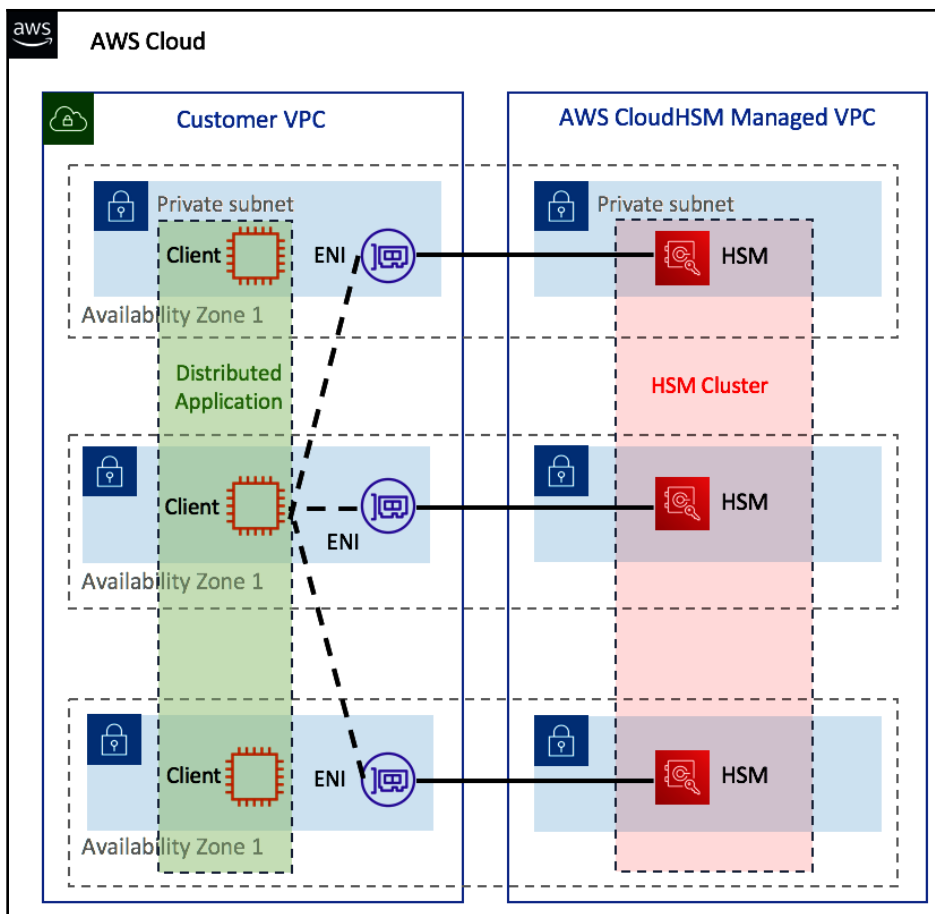 aws
AWS Cloud
Customer VPC
AWS CloudHSM Managed VPC
Private subnet
Private subnet
Client
ENI
HSM
Availability Zone 1
Distributed
Application
HSM Cluster
Client
ENI
HSM
Availability Zone 1
Client
ENI
HSM
Availability Zone 1